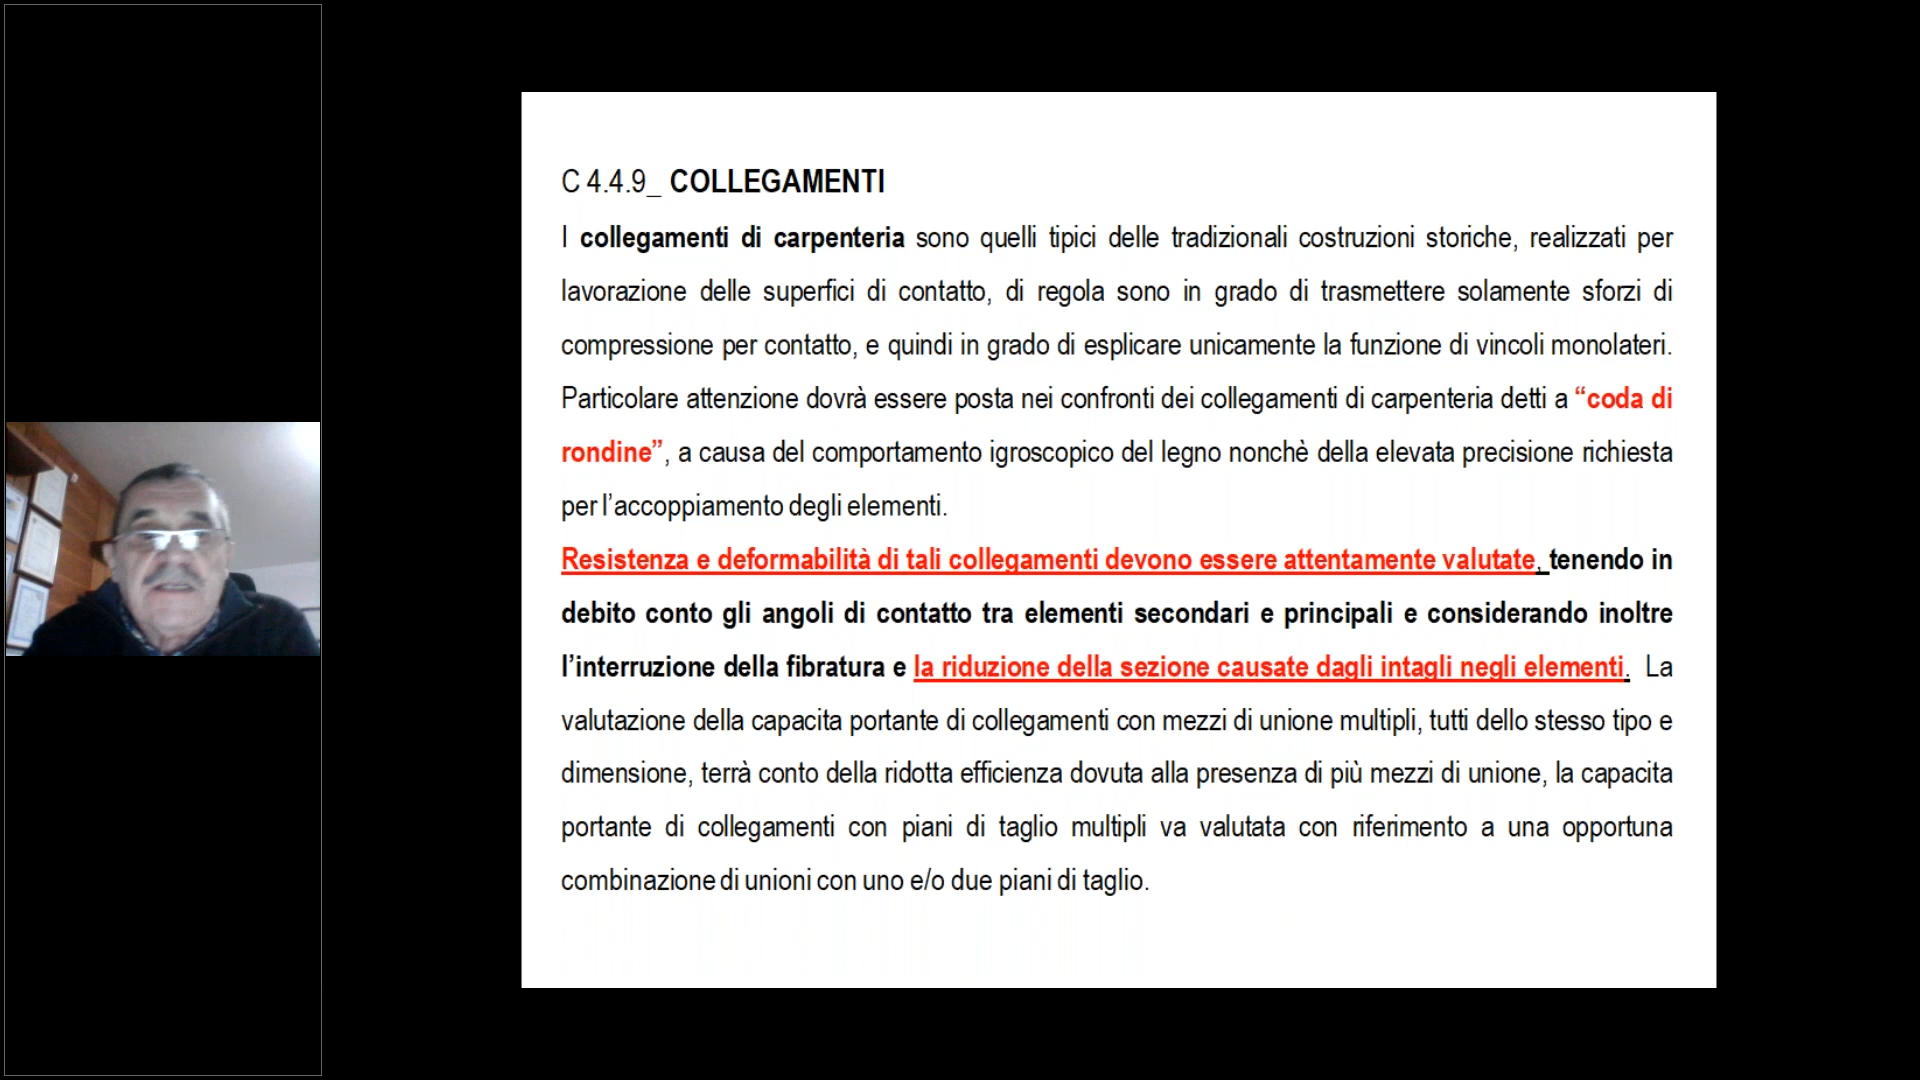 C 4.4.9_ COLLEGAMENTI
I collegamenti di carpenteria sono quelli tipici delle tradizionali costruzioni storiche, realizzati per
lavorazione delle superfici di contatto, di regola sono in grado di trasmettere solamente sforzi di
compressione per contatto, e quindi in grado di esplicare unicamente la funzione di vincoli monolateri.
Particolare attenzione dovrà essere posta nei confronti dei collegamenti di carpenteria detti a “coda di
rondine”, a causa del comportamento igroscopico del legno nonchè della elevata precisione richiesta
per l’accoppiamento degli elementi.
Resistenza e deformabilità di tali collegamenti devono essere attentamente valutate, tenendo in
debito conto gli angoli di contatto tra elementi secondari e principali e considerando inoltre
l’interruzione della fibratura e la riduzione della sezione causate dagli intagli negli elementi. La
valutazione della capacita portante di collegamenti con mezzi di unione multipli, tutti dello stesso tipo e
dimensione, terrà conto della ridotta efficienza dovuta alla presenza di più mezzi di unione, la capacita
portante di collegamenti con piani di taglio multipli va valutata con riferimento a una opportuna
combinazione di unioni con uno e/o due piani di taglio.